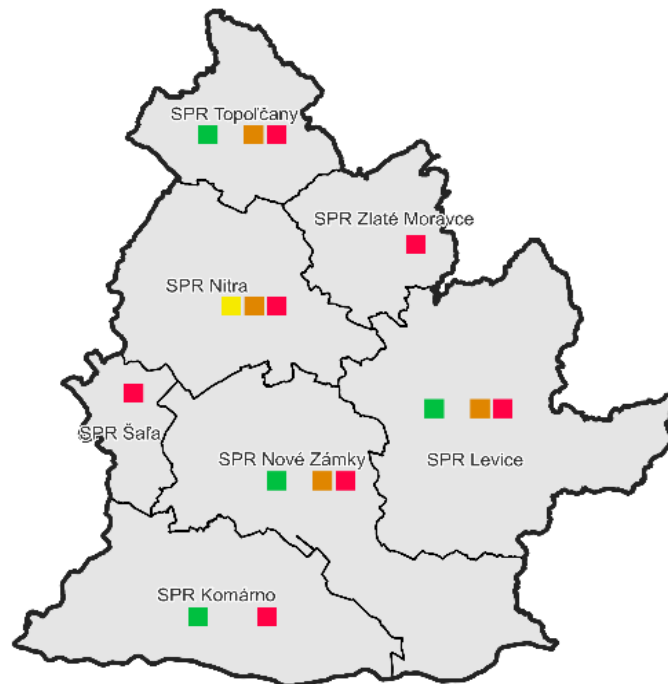 SPR Topoľčany
SPR Zlaté Moravce
SPR Nitra
SPR Šaľa
SPR Nové Zámky
SPR Levice
SPR Komárno